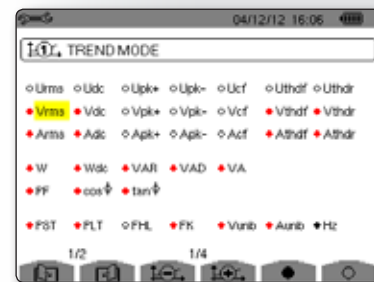 04/12/12 16:06
TREND MODE
Urms Udc Upk+ Upk- Ucf Uthdf Uthdr
Vrms Vdc Vpk+ Vpk- Vcf Vthdf Vthdr
Arms Adc Apk+ Apk- Acf Athdf Athdr
W Wdc VAR VAD VA
PF cosΦ tanΦ
PST PLT FHL FK Vunb Aunb Hz
1/2 1/4